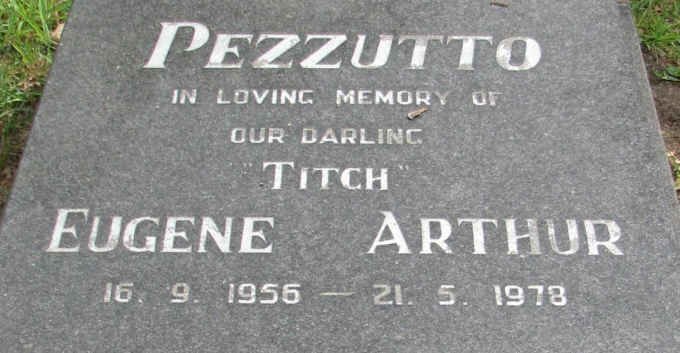 PEZZUTTO
IN LOVING MEMORY OF
OUR DARLING
"TITCH"
EUGENE ARTHUR
16. 9. 1956 — 21. 5. 1978